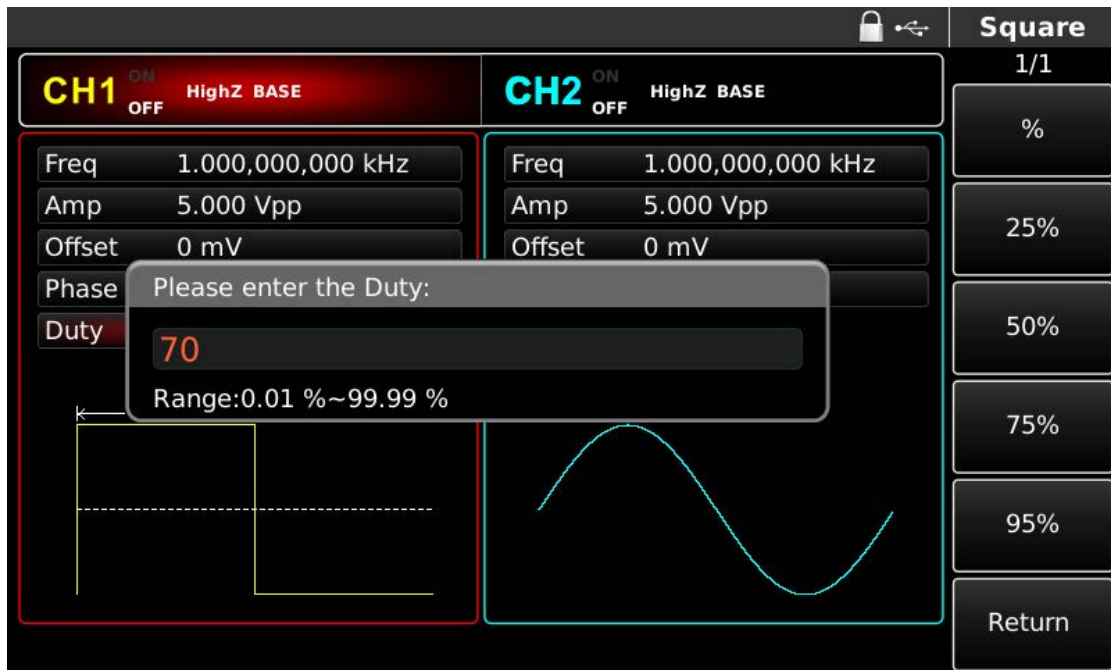 Square
1/1
CH1 ON OFF HighZ BASE
CH2 ON OFF HighZ BASE
Freq 1.000,000,000 kHz
Amp 5.000 Vpp
Offset 0 mV
Phase
Duty
Freq 1.000,000,000 kHz
Amp 5.000 Vpp
Offset 0 mV
Please enter the Duty:
70
Range:0.01 %~99.99 %
%
25%
50%
75%
95%
Return